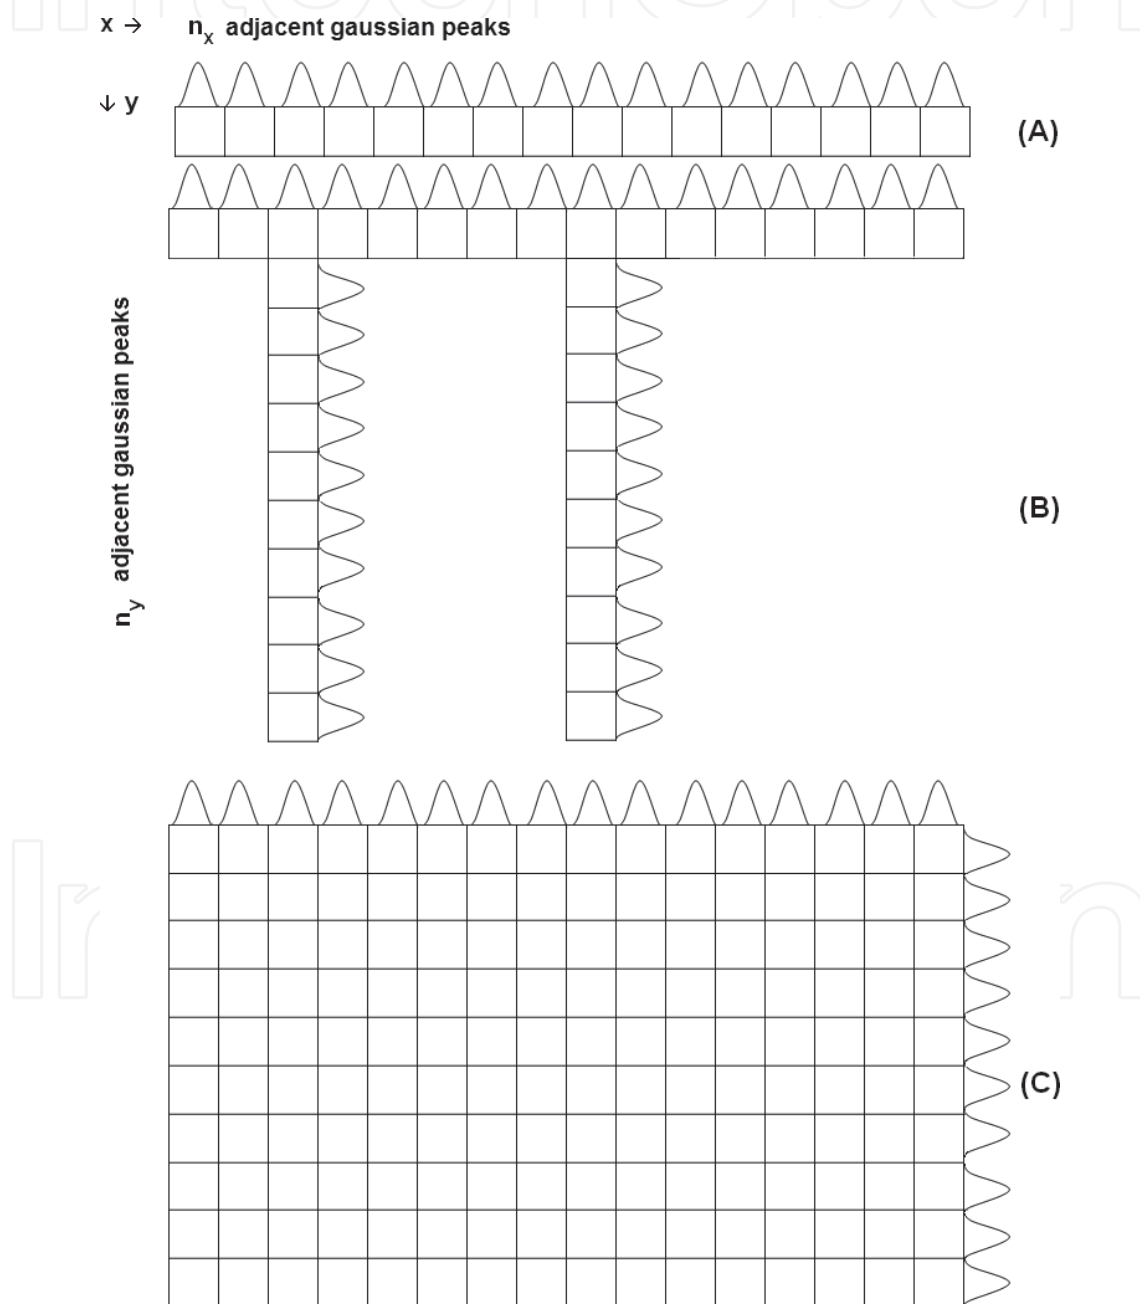 x → n_x adjacent gaussian peaks
↓ y
(A)
n_y adjacent gaussian peaks
(B)
(C)